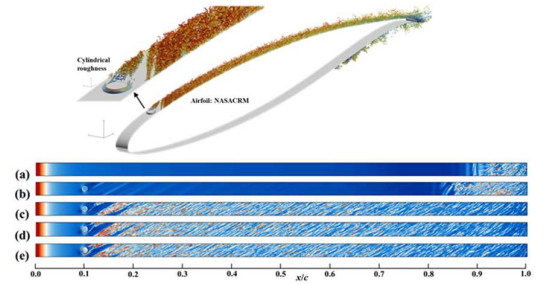 Cylindrical
roughness
Airfoil: NASACRM
(a)
(b)
(c)
(d)
(e)
0.0 0.1 0.2 0.3 0.4 0.5 0.6 0.7 0.8 0.9 1.0
x/c